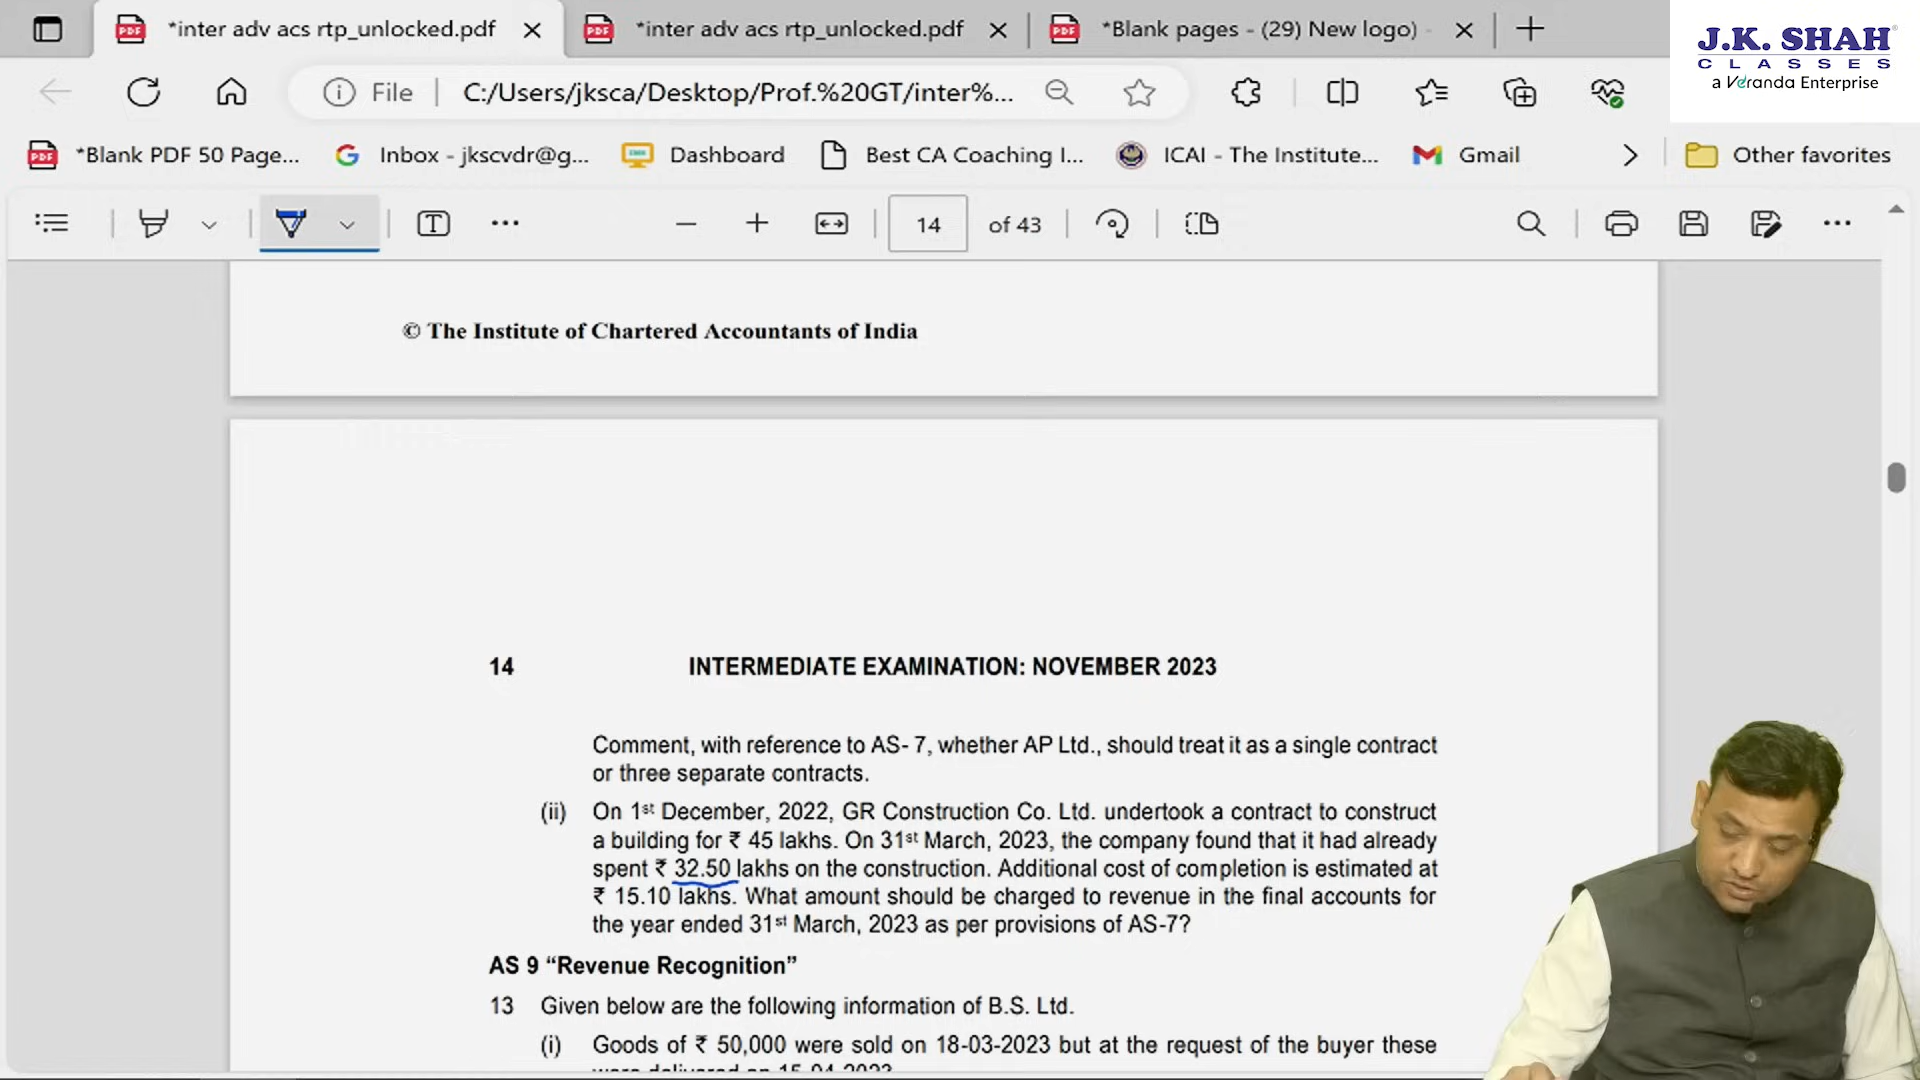 *inter adv acs rtp_unlocked.pdf
*inter adv acs rtp_unlocked.pdf
*Blank pages - (29) New logo)
J.K. SHAH
CLASSES
a Veranda Enterprise
File
C:/Users/jksca/Desktop/Prof.%20GT/inter%...
*Blank PDF 50 Page...
Inbox - jkscvdr@g...
Dashboard
Best CA Coaching I...
ICAI - The Institute...
Gmail
Other favorites
14 of 43
© The Institute of Chartered Accountants of India
14 INTERMEDIATE EXAMINATION: NOVEMBER 2023
Comment, with reference to AS- 7, whether AP Ltd., should treat it as a single contract
or three separate contracts.
(ii) On 1st December, 2022, GR Construction Co. Ltd. undertook a contract to construct
a building for ₹ 45 lakhs. On 31st March, 2023, the company found that it had already
spent ₹ 32.50 lakhs on the construction. Additional cost of completion is estimated at
₹ 15.10 lakhs. What amount should be charged to revenue in the final accounts for
the year ended 31st March, 2023 as per provisions of AS-7?
AS 9 “Revenue Recognition”
13 Given below are the following information of B.S. Ltd.
(i) Goods of ₹ 50,000 were sold on 18-03-2023 but at the request of the buyer these
were delivered on 15-04-2023